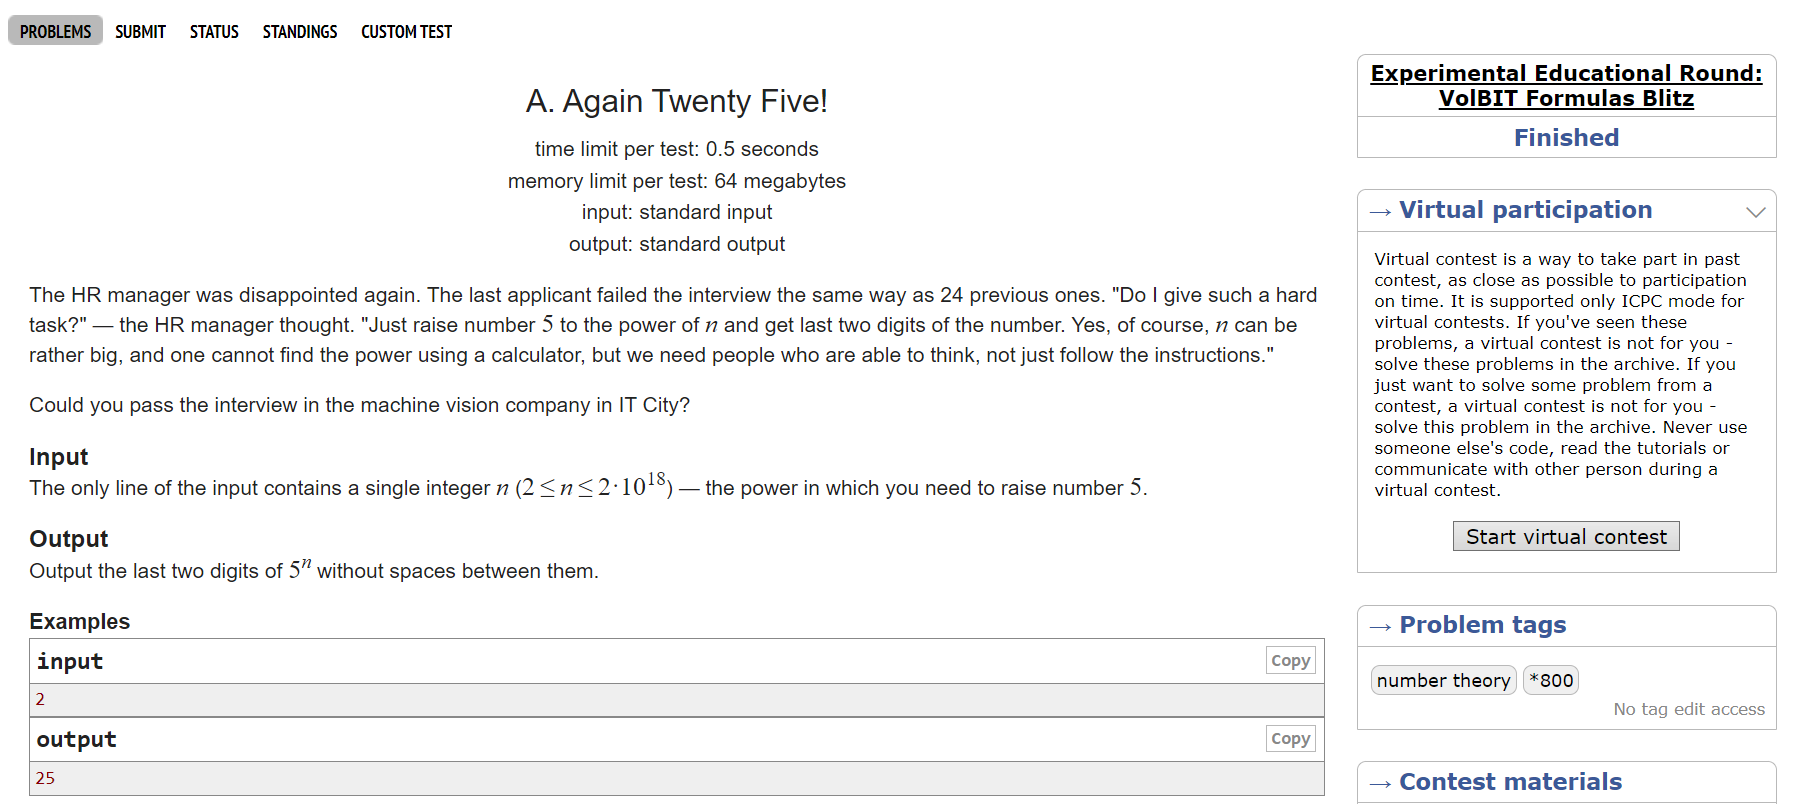 PROBLEMS SUBMIT STATUS STANDINGS CUSTOM TEST
A. Again Twenty Five!
time limit per test: 0.5 seconds
memory limit per test: 64 megabytes
input: standard input
output: standard output
The HR manager was disappointed again. The last applicant failed the interview the same way as 24 previous ones. "Do I give such a hard
task?" — the HR manager thought. "Just raise number 5 to the power of n and get last two digits of the number. Yes, of course, n can be
rather big, and one cannot find the power using a calculator, but we need people who are able to think, not just follow the instructions."
Could you pass the interview in the machine vision company in IT City?
Input
The only line of the input contains a single integer n (2 ≤ n ≤ 2·10^18) — the power in which you need to raise number 5.
Output
Output the last two digits of 5^n without spaces between them.
Examples
input Copy
2
output Copy
25
Experimental Educational Round:
VolBIT Formulas Blitz
Finished
→ Virtual participation
Virtual contest is a way to take part in past
contest, as close as possible to participation
on time. It is supported only ICPC mode for
virtual contests. If you've seen these
problems, a virtual contest is not for you -
solve these problems in the archive. If you
just want to solve some problem from a
contest, a virtual contest is not for you -
solve this problem in the archive. Never use
someone else's code, read the tutorials or
communicate with other person during a
virtual contest.
Start virtual contest
→ Problem tags
number theory *800
No tag edit access
→ Contest materials